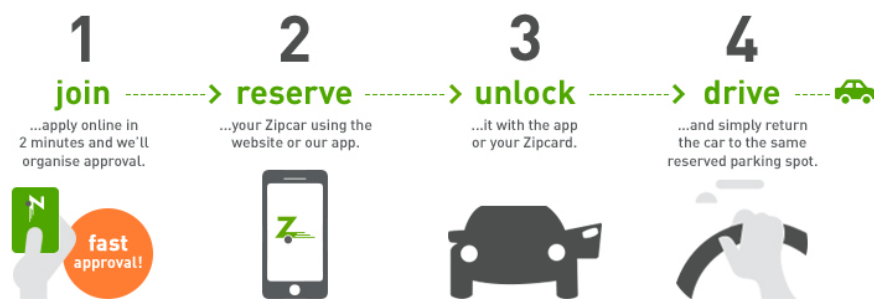 1
join
...apply online in
2 minutes and we'll
organise approval.
fast
approval!
2
reserve
...your Zipcar using the
website or our app.
3
unlock
...it with the app
or your Zipcard.
4
drive
...and simply return
the car to the same
reserved parking spot.